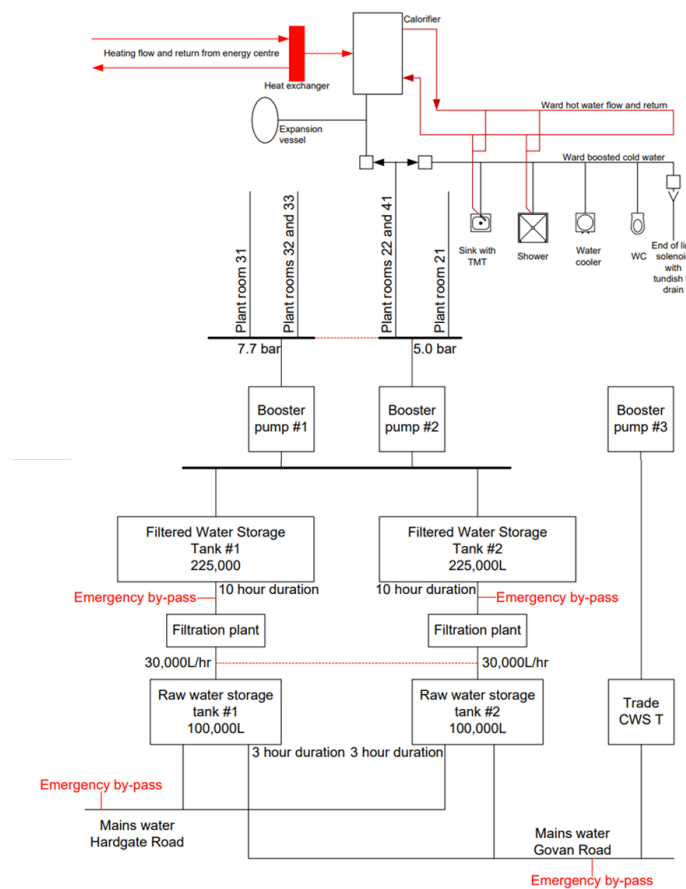 Calorifier
Heating flow and return from energy centre
Heat exchanger
Ward hot water flow and return
Expansion
vessel
Ward boosted cold water
Plant room 31
Plant rooms 32 and 33
Plant rooms 22 and 41
Plant room 21
Sink with
TMT
Shower
Water
cooler
WC
End of li
solenoi
with
tundish
drain
7.7 bar
5.0 bar
Booster
pump #1
Booster
pump #2
Booster
pump #3
Filtered Water Storage
Tank #1
225,000
Filtered Water Storage
Tank #2
225,000L
10 hour duration
10 hour duration
Emergency by-pass
Emergency by-pass
Filtration plant
Filtration plant
30,000L/hr
30,000L/hr
Raw water storage
tank #1
100,000L
Raw water storage
tank #2
100,000L
Trade
CWS T
3 hour duration
3 hour duration
Emergency by-pass
Mains water
Hardgate Road
Mains water
Govan Road
Emergency by-pass